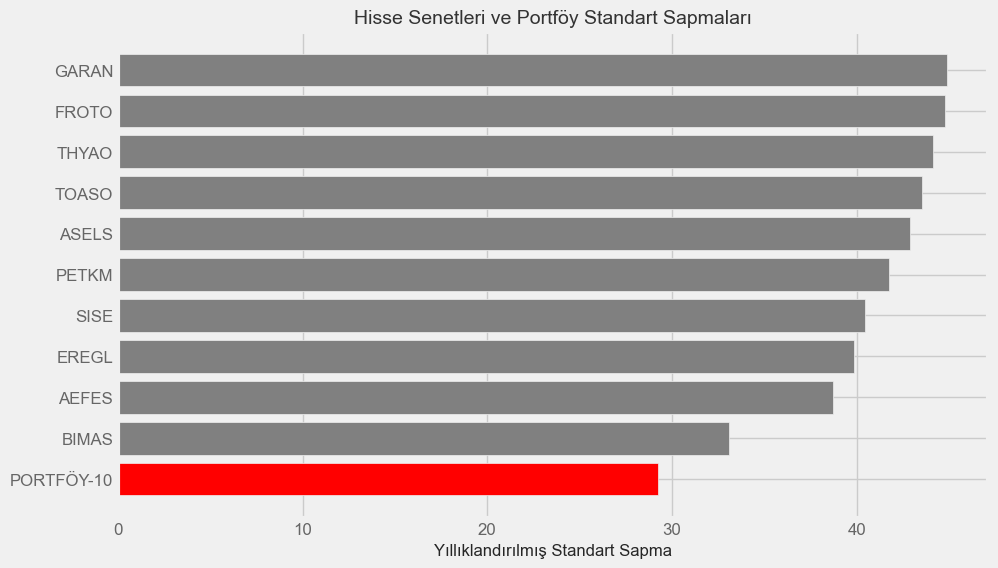 Hisse Senetleri ve Portföy Standart Sapmaları
GARAN
FROTO
THYAO
TOASO
ASELS
PETKM
SISE
EREGL
AEFES
BIMAS
PORTFÖY-10
0 10 20 30 40
Yıllıklandırılmış Standart Sapma